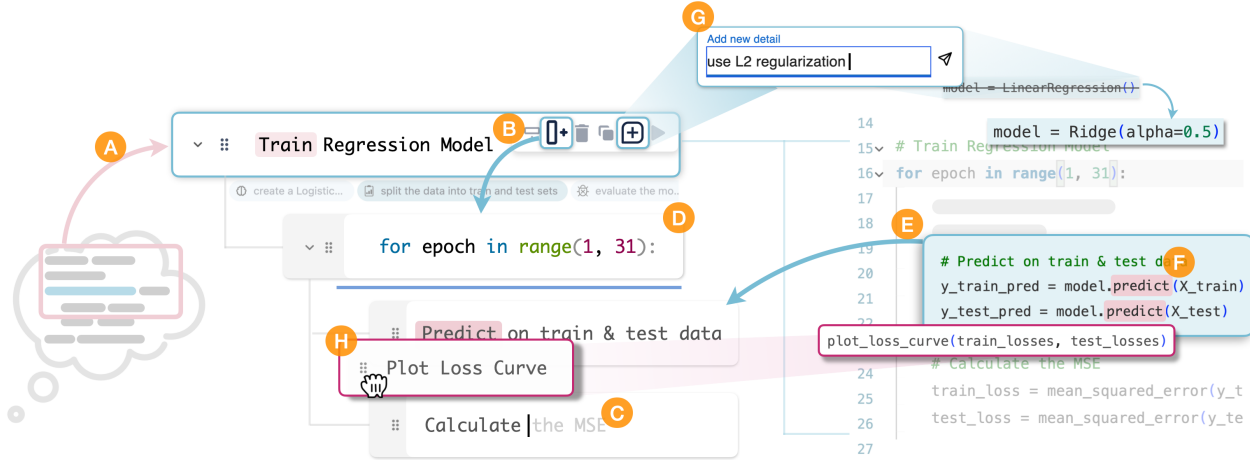 G
Add new detail
use L2 regularization
model = LinearRegression()
A
B
Train Regression Model
14
model = Ridge(alpha=0.5)
15 # Train Regression Model
16 for epoch in range(1, 31):
create a Logistic...
split the data into train and test sets
evaluate the mo..
17
D
for epoch in range(1, 31):
18
E
19
# Predict on train & test da
F
20
y_train_pred = model.predict(X_train)
21
y_test_pred = model.predict(X_test)
22
Predict on train & test data
H
plot_loss_curve(train_losses, test_losses)
Plot Loss Curve
# Calculate the MSE
24
train_loss = mean_squared_error(y_t
25
test_loss = mean_squared_error(y_te
26
27
Calculate the MSE
C